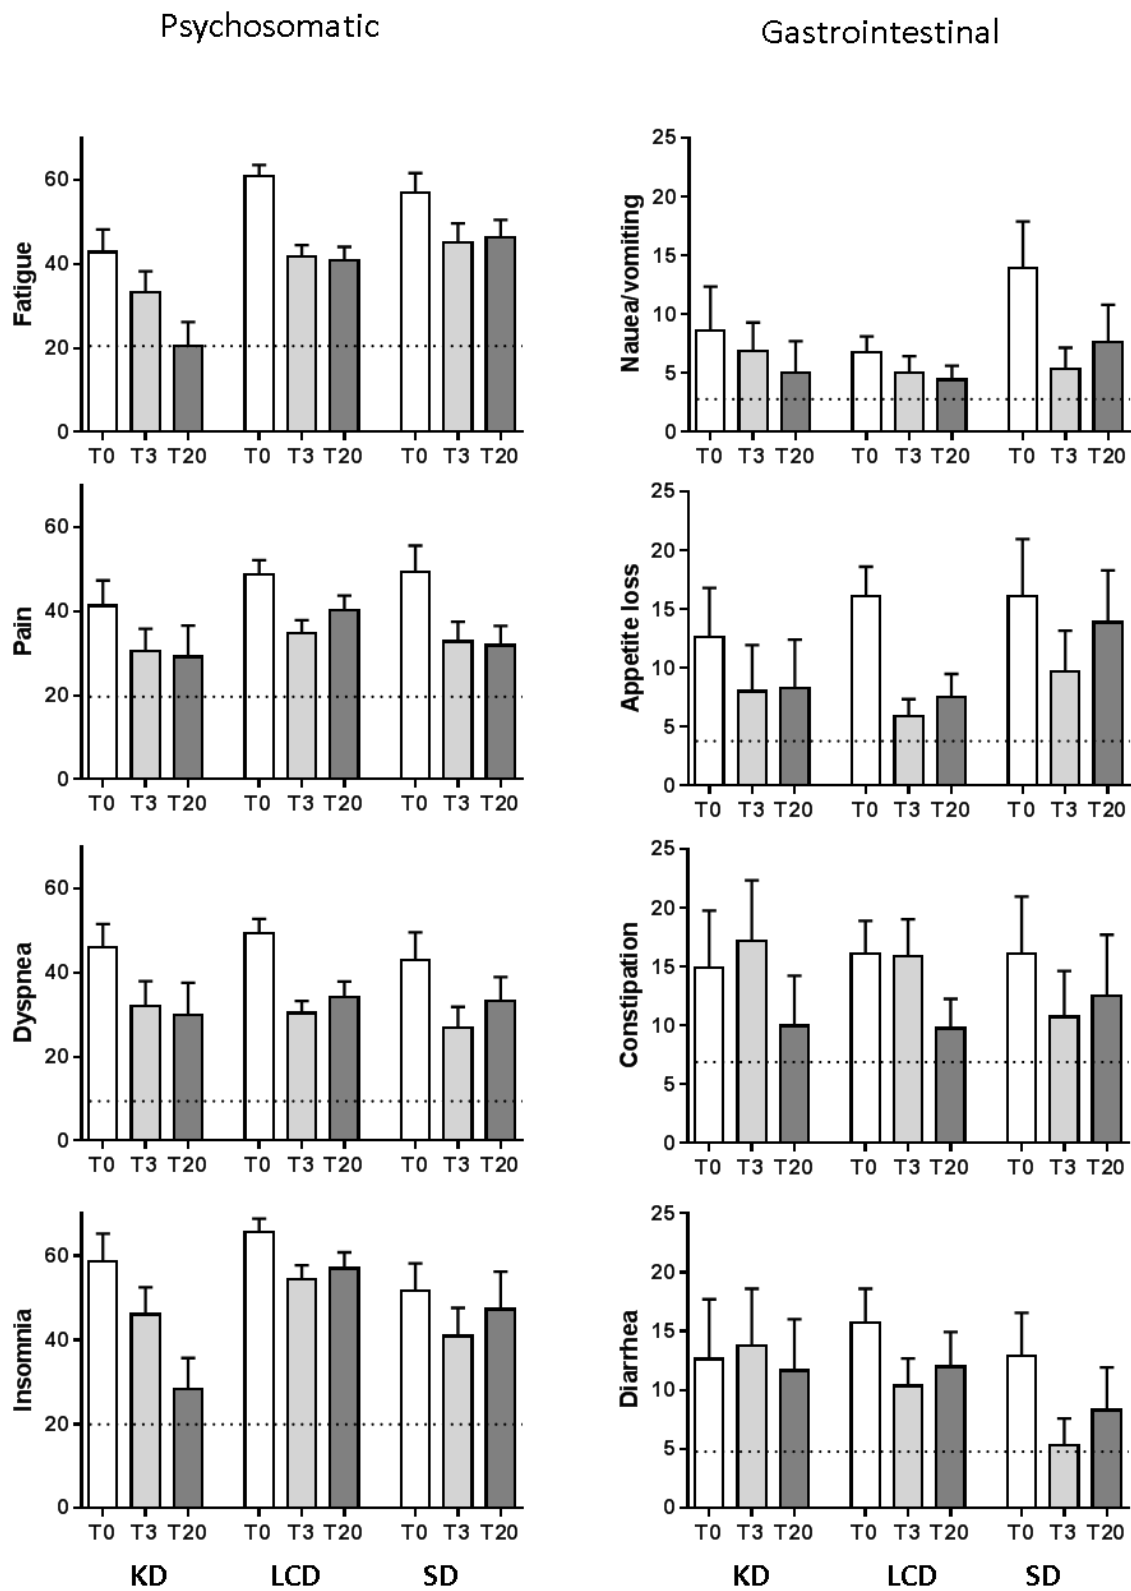 Psychosomatic
Gastrointestinal
Fatigue
60
40
20
0
T0 T3 T20 T0 T3 T20 T0 T3 T20
Nauea/vomiting
25
20
15
10
5
0
T0 T3 T20 T0 T3 T20 T0 T3 T20
Pain
60
40
20
0
T0 T3 T20 T0 T3 T20 T0 T3 T20
Appetite loss
25
20
15
10
5
0
T0 T3 T20 T0 T3 T20 T0 T3 T20
Dyspnea
60
40
20
0
T0 T3 T20 T0 T3 T20 T0 T3 T20
Constipation
25
20
15
10
5
0
T0 T3 T20 T0 T3 T20 T0 T3 T20
Insomnia
60
40
20
0
T0 T3 T20 T0 T3 T20 T0 T3 T20
KD LCD SD
Diarrhea
25
20
15
10
5
0
T0 T3 T20 T0 T3 T20 T0 T3 T20
KD LCD SD